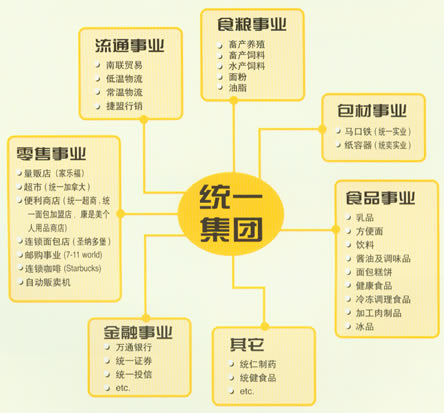 流通事业
南联贸易
低温物流
常温物流
捷盟行销
食粮事业
畜产养殖
畜产饲料
水产饲料
面粉
油脂
包材事业
马口铁（统一实业）
纸容器（统奕实业）
零售事业
量贩店（家乐福）
超市（统一加拿大）
便利商店（统一超商、统
一面包加盟店、康是美个
人用品商店）
连锁面包店（圣纳多堡）
邮购事业（7-11 world）
连锁咖啡（Starbucks）
自动贩卖机
统一
集团
食品事业
乳品
方便面
饮料
酱油及调味品
面包糕饼
健康食品
冷冻调理食品
加工肉制品
冰品
金融事业
万通银行
统一证券
统一投信
etc.
其它
统仁制药
统健食品
etc.